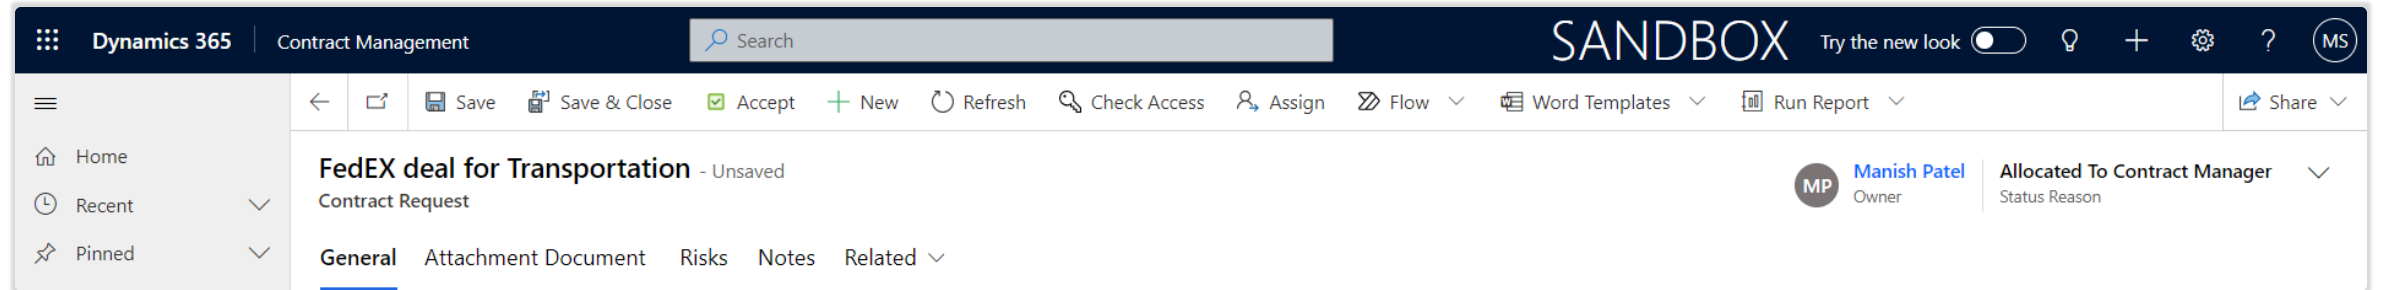 Dynamics 365 Contract Management Search SANDBOX Try the new look ? MS
Save Save & Close Accept New Refresh Check Access Assign Flow Word Templates Run Report Share
Home
Recent
Pinned
FedEX deal for Transportation - Unsaved
Contract Request
MP Manish Patel
Owner
Allocated To Contract Manager
Status Reason
General Attachment Document Risks Notes Related